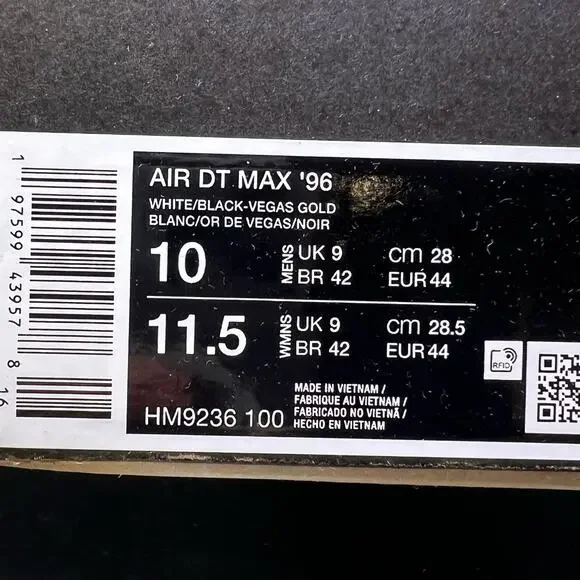 AIR DT MAX '96
WHITE/BLACK-VEGAS GOLD
BLANC/OR DE VEGAS/NOIR
10 MENS UK 9 cm 28
BR 42 EUR 44
11.5 WMNS UK 9 cm 28.5
BR 42 EUR 44
RFID
MADE IN VIETNAM /
FABRIQUE AU VIETNAM /
FABRICADO NO VIETNÃ /
HECHO EN VIETNAM
HM9236 100
1 97599 43957 8 16